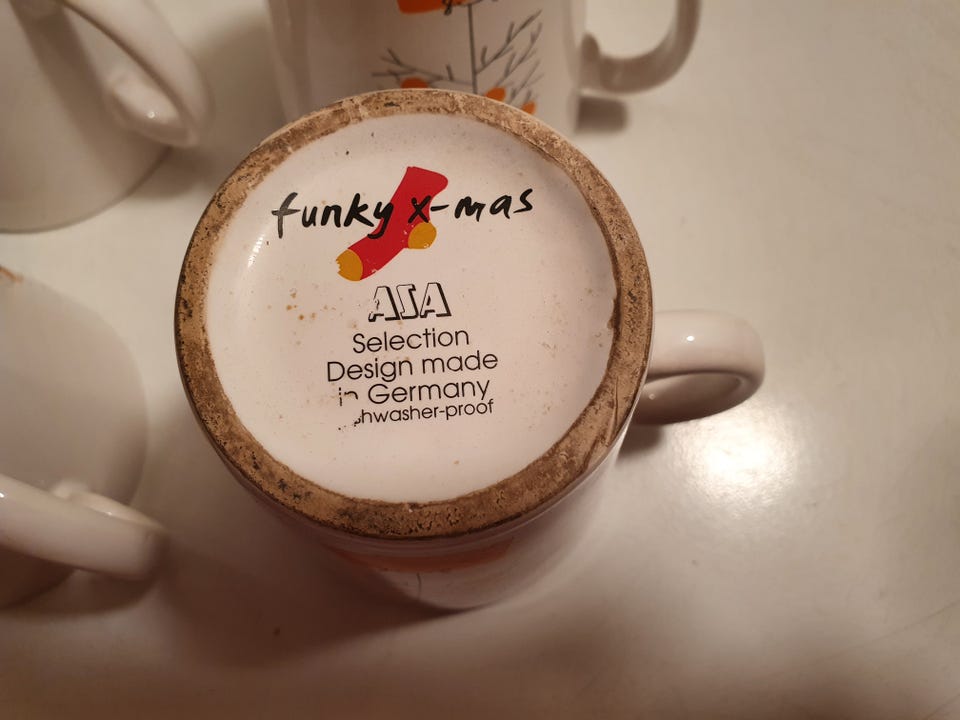 funky x-mas
ASA
Selection
Design made
in Germany
shwasher-proof